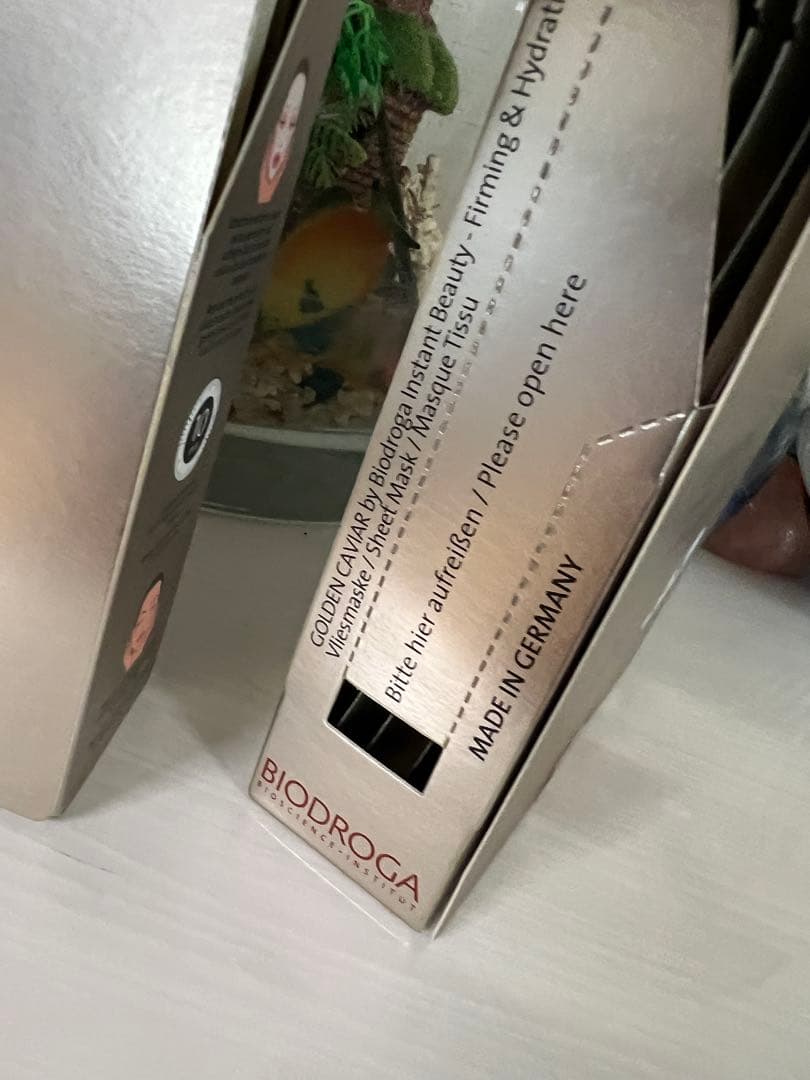 GOLDEN CAVIAR by Biodroga Instant Beauty - Firming & Hydrati
Vliesmaske / Sheet Mask / Masque Tissu
Bitte hier aufreißen / Please open here
MADE IN GERMANY
BIODROGA
BIOSCIENCE-INSTITUT
20